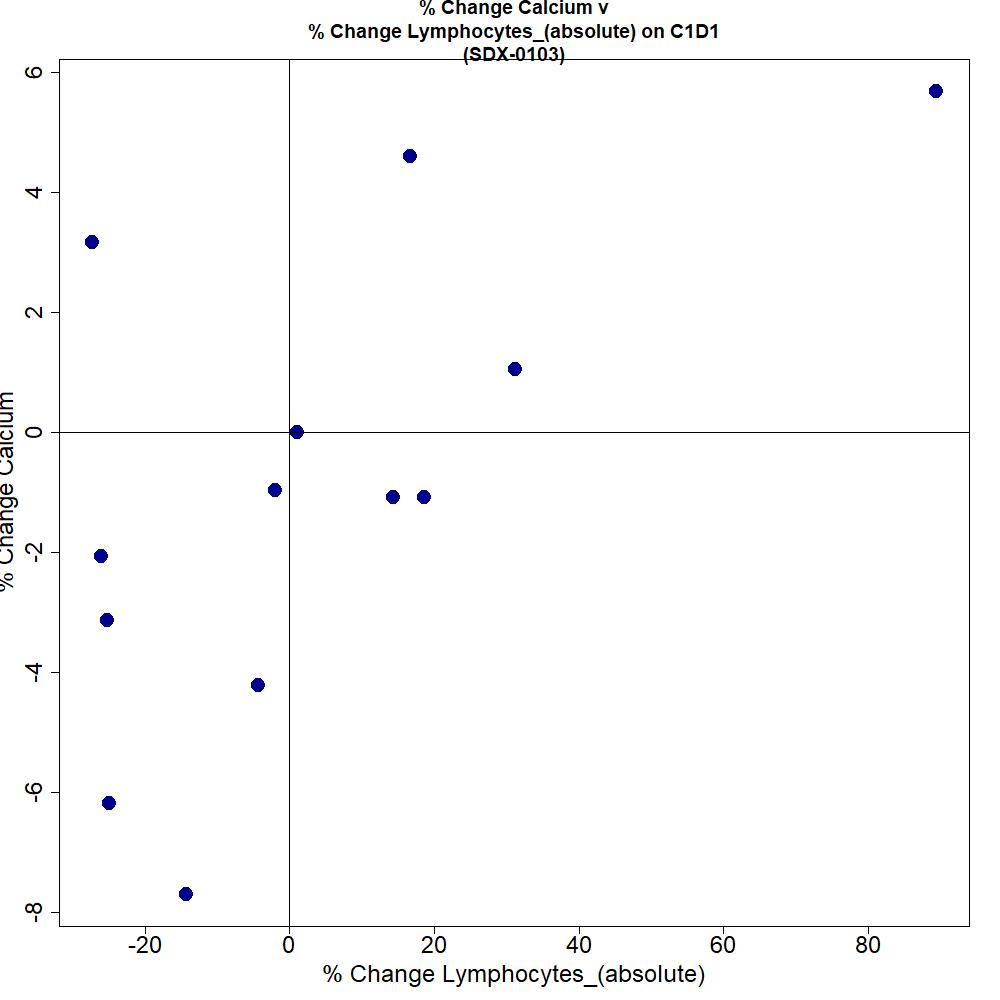 % Change Calcium v
% Change Lymphocytes_(absolute) on C1D1
(SDX-0103)
6
4
2
0
-2
-4
-6
-8
% Change Calcium
-20
0
20
40
60
80
% Change Lymphocytes_(absolute)